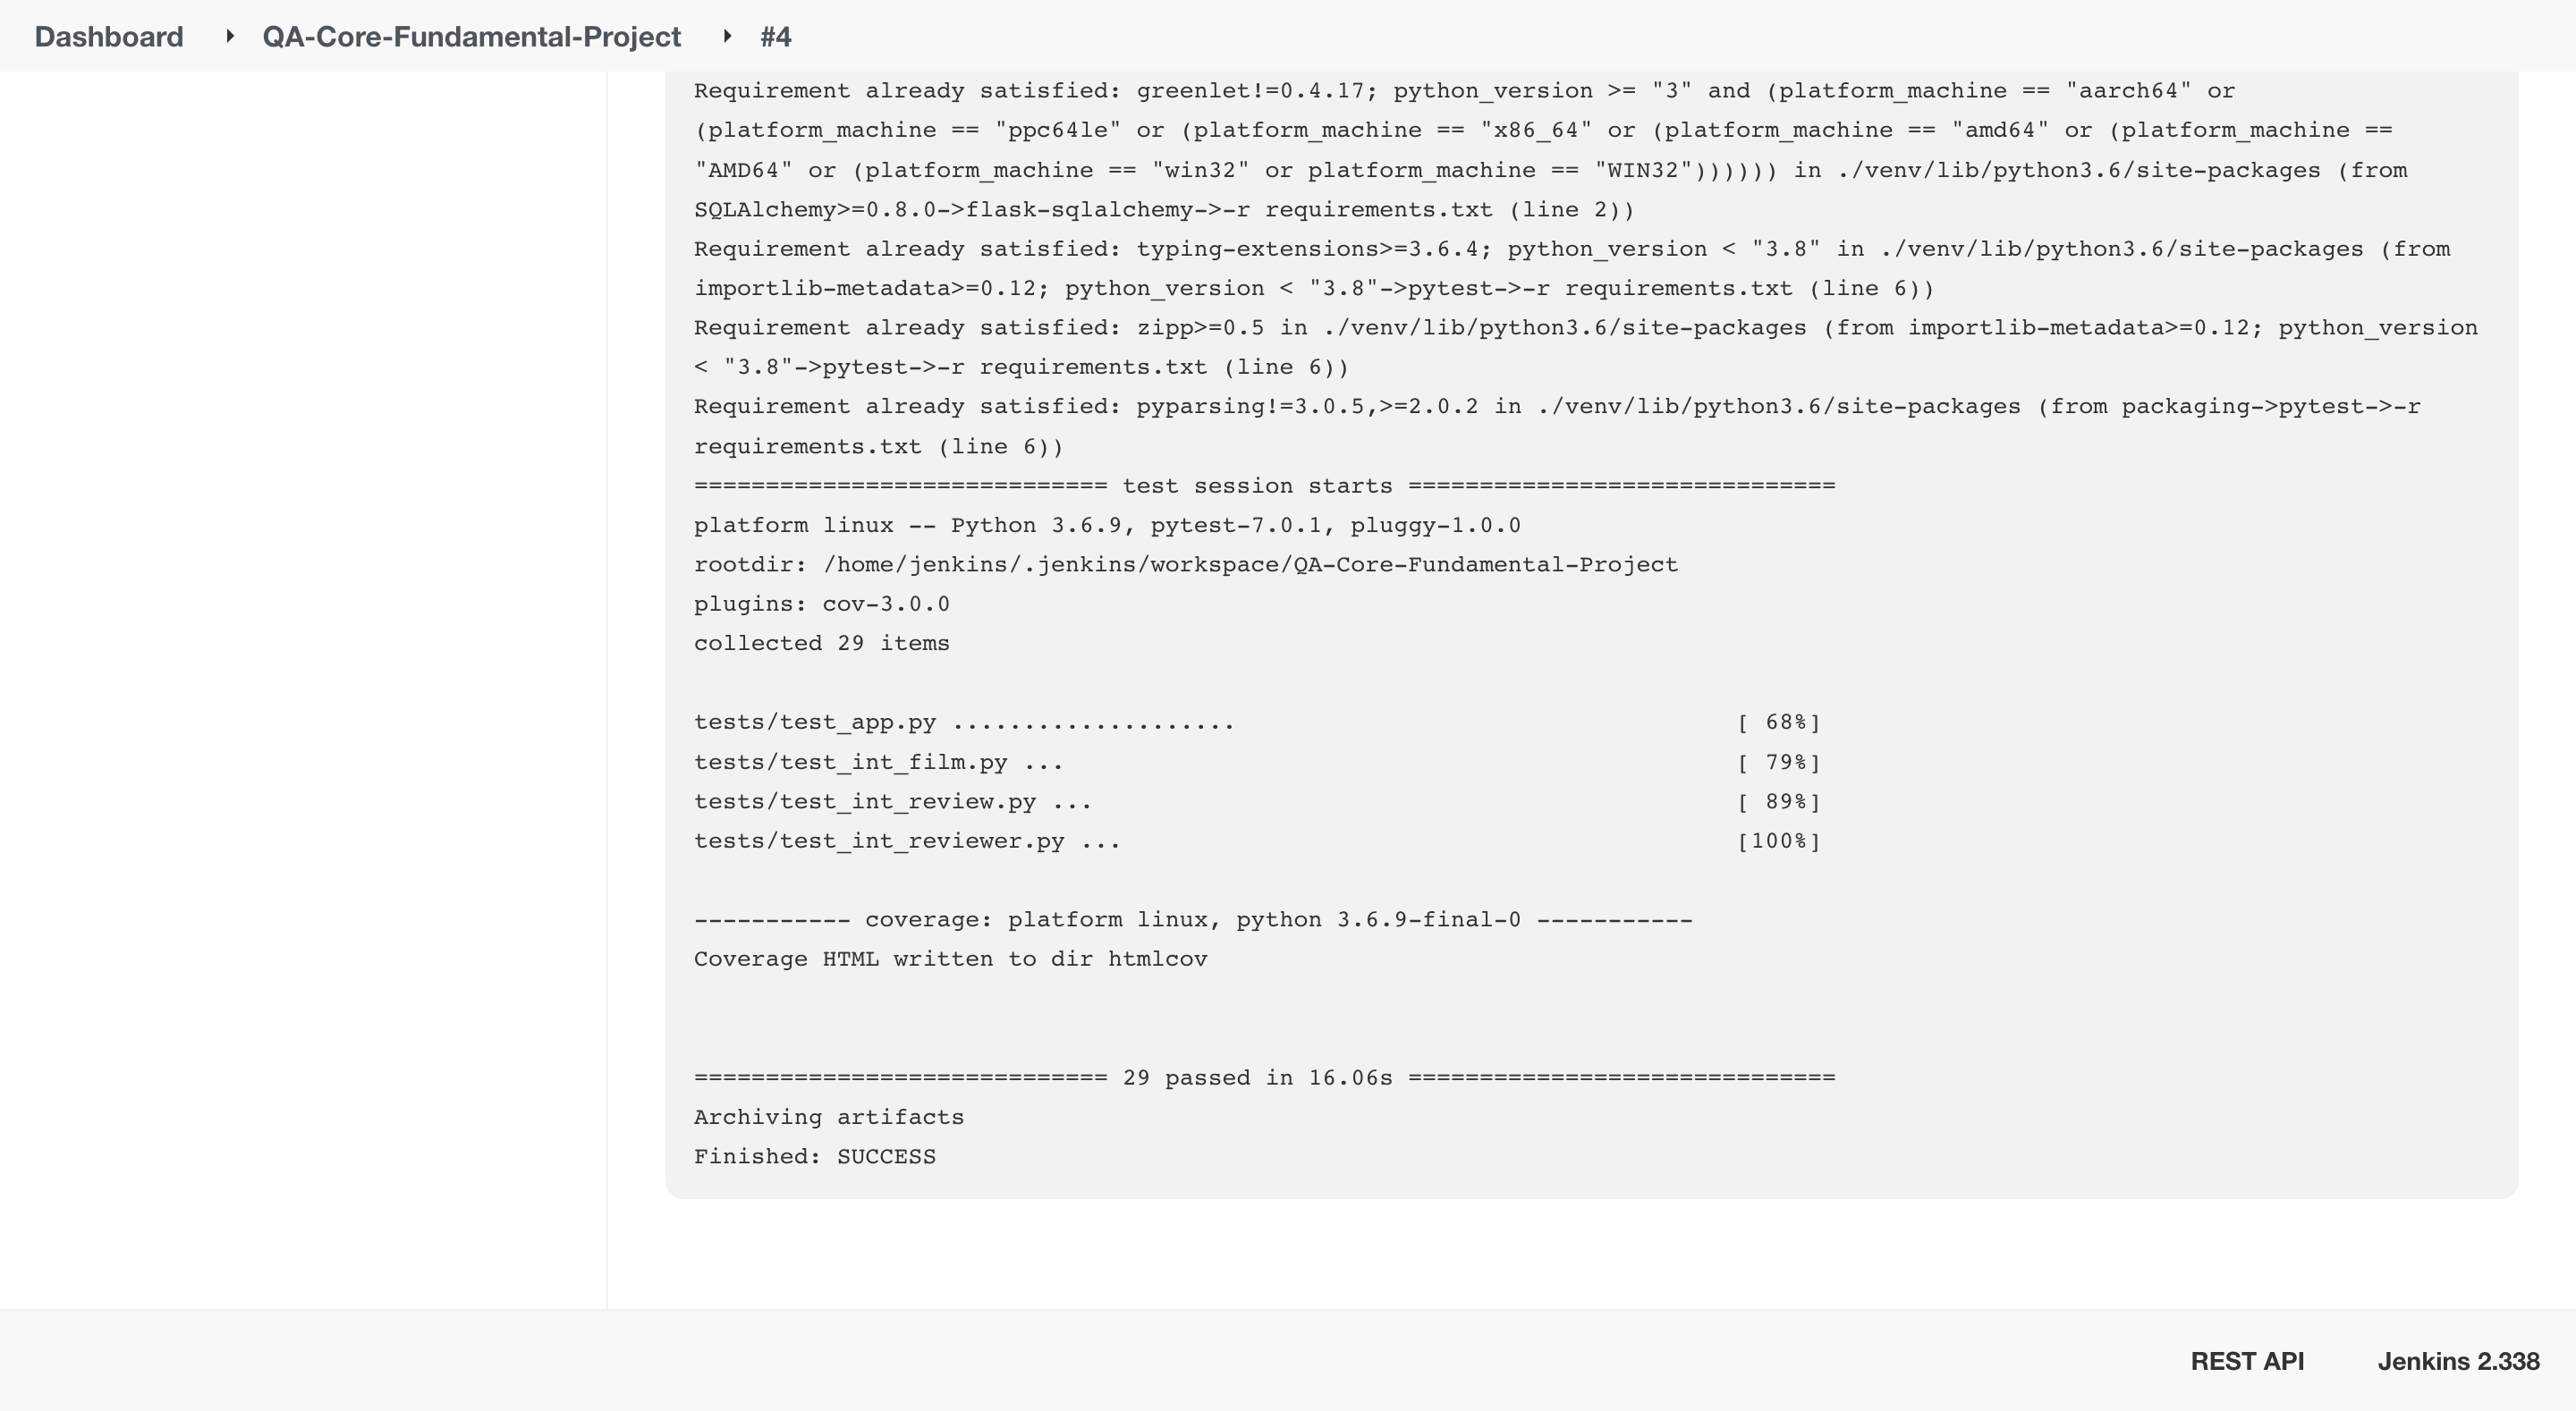 Dashboard ▸ QA-Core-Fundamental-Project ▸ #4
Requirement already satisfied: greenlet!=0.4.17; python_version >= "3" and (platform_machine == "aarch64" or
(platform_machine == "ppc64le" or (platform_machine == "x86_64" or (platform_machine == "amd64" or (platform_machine ==
"AMD64" or (platform_machine == "win32" or platform_machine == "WIN32")))))) in ./venv/lib/python3.6/site-packages (from
SQLAlchemy>=0.8.0->flask-sqlalchemy->-r requirements.txt (line 2))
Requirement already satisfied: typing-extensions>=3.6.4; python_version < "3.8" in ./venv/lib/python3.6/site-packages (from
importlib-metadata>=0.12; python_version < "3.8"->pytest->-r requirements.txt (line 6))
Requirement already satisfied: zipp>=0.5 in ./venv/lib/python3.6/site-packages (from importlib-metadata>=0.12; python_version
< "3.8"->pytest->-r requirements.txt (line 6))
Requirement already satisfied: pyparsing!=3.0.5,>=2.0.2 in ./venv/lib/python3.6/site-packages (from packaging->pytest->-r
requirements.txt (line 6))
============================= test session starts ==============================
platform linux -- Python 3.6.9, pytest-7.0.1, pluggy-1.0.0
rootdir: /home/jenkins/.jenkins/workspace/QA-Core-Fundamental-Project
plugins: cov-3.0.0
collected 29 items
tests/test_app.py .................... [ 68%]
tests/test_int_film.py ... [ 79%]
tests/test_int_review.py ... [ 89%]
tests/test_int_reviewer.py ... [100%]
----------- coverage: platform linux, python 3.6.9-final-0 -----------
Coverage HTML written to dir htmlcov
============================= 29 passed in 16.06s ==============================
Archiving artifacts
Finished: SUCCESS
REST API Jenkins 2.338